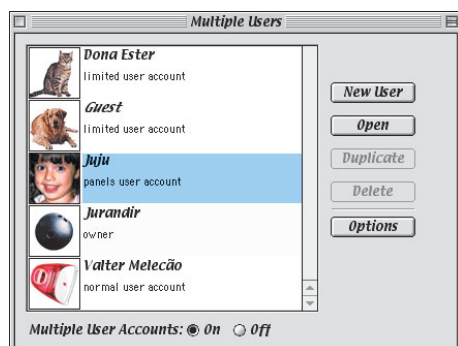 Multiple Users
Dona Ester
limited user account
Guest
limited user account
Juju
panels user account
Jurandir
owner
Valter Melecão
normal user account
New User
Open
Duplicate
Delete
Options
Multiple User Accounts: On Off